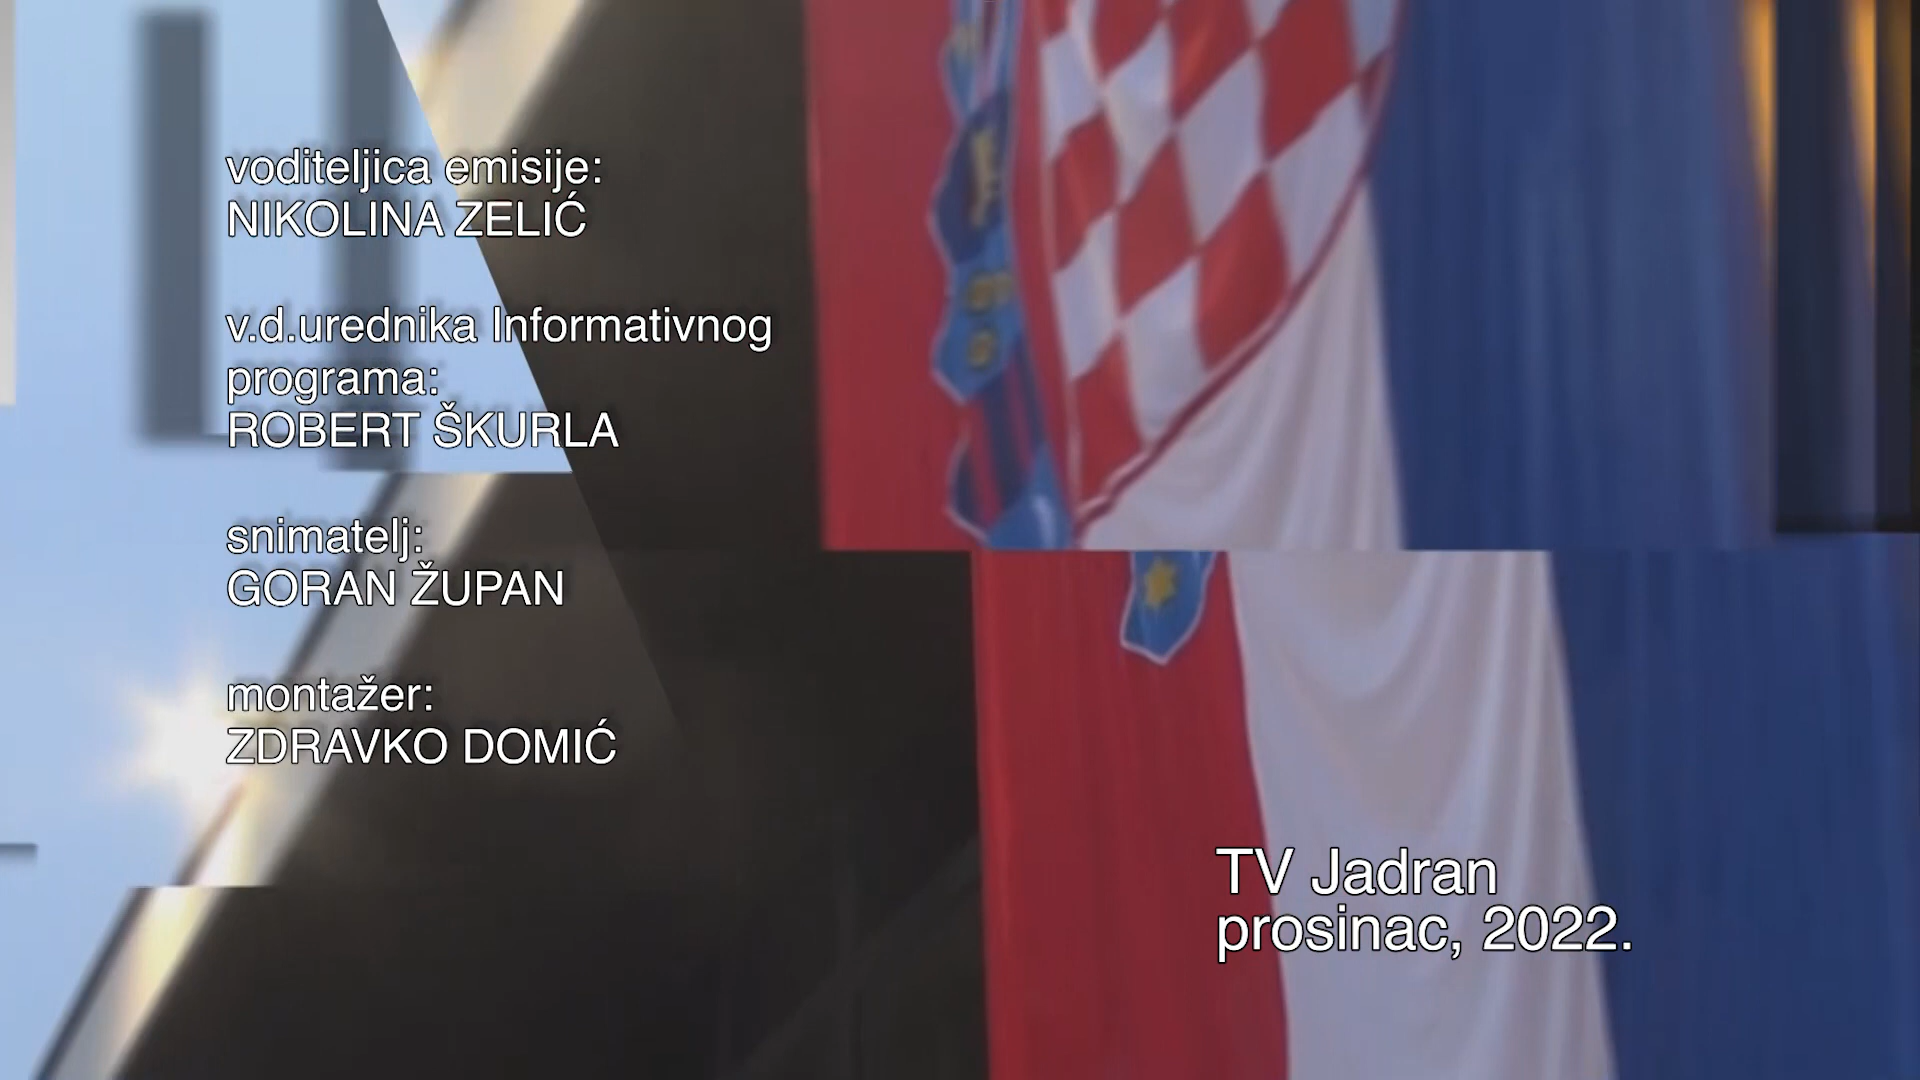 voditeljica emisije:
NIKOLINA ZELIĆ
v.d.urednika Informativnog
programa:
ROBERT ŠKURLA
snimatelj:
GORAN ŽUPAN
montažer:
ZDRAVKO DOMIĆ
TV Jadran
prosinac, 2022.